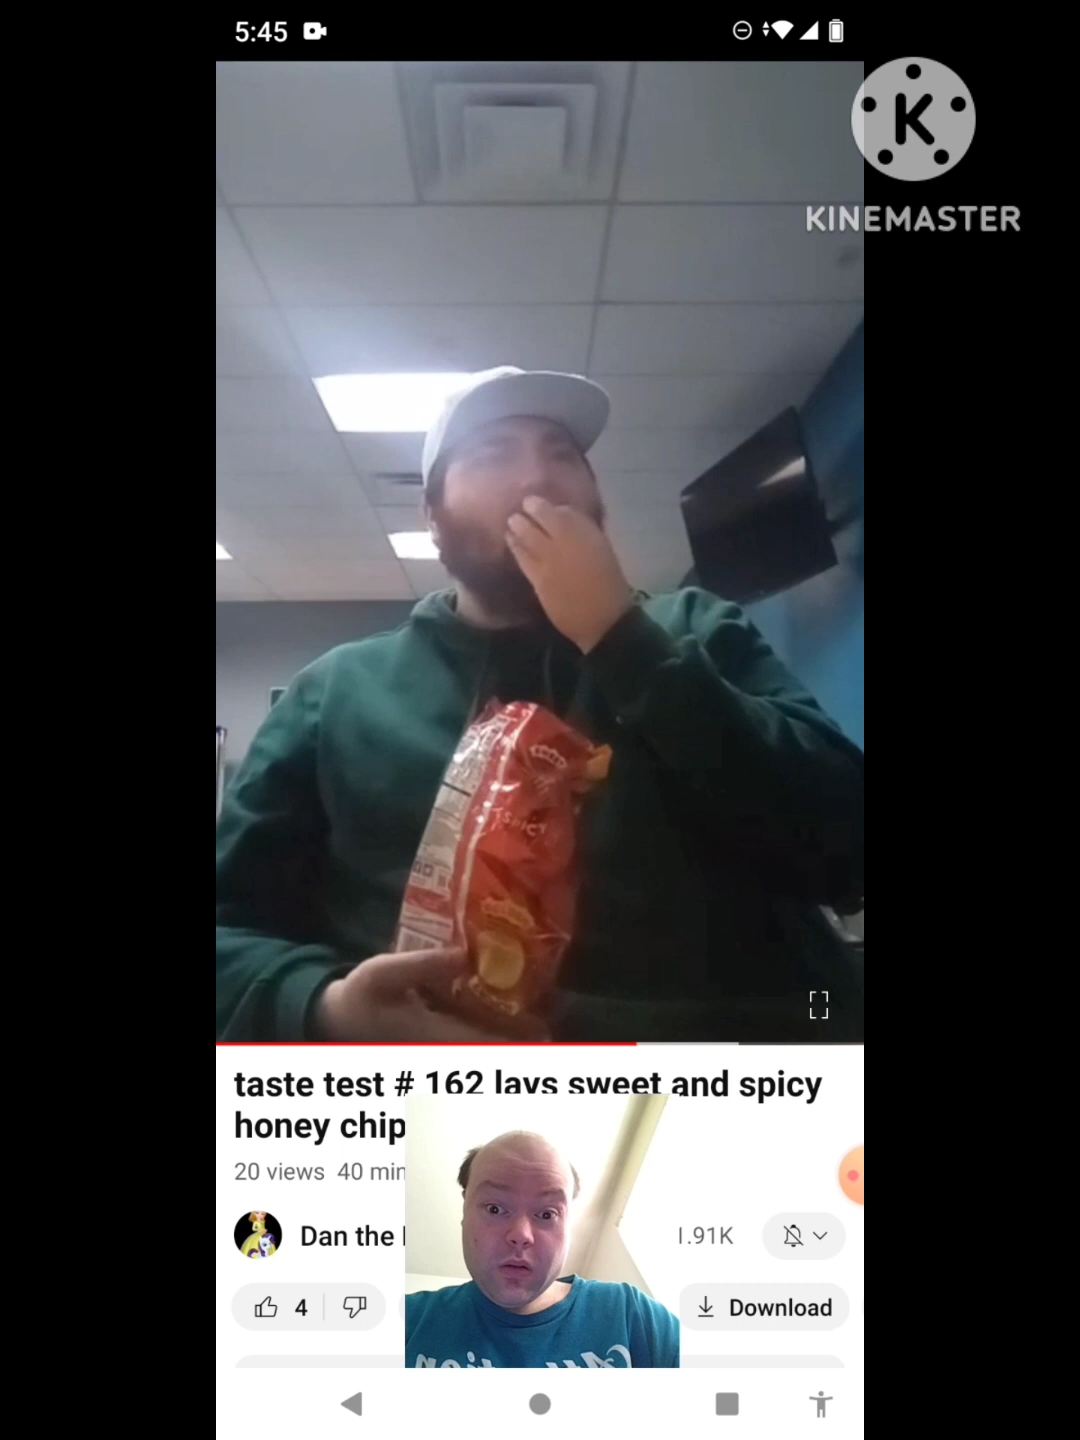 5:45
K
KINEMASTER
SPICY
taste test # 162 lays sweet and spicy
honey chip
20 views 40 min
Dan the
1.91K
4
Download